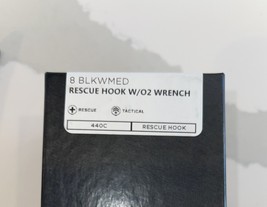 8 BLKWMED
RESCUE HOOK W/O2 WRENCH
RESCUE TACTICAL
440C RESCUE HOOK